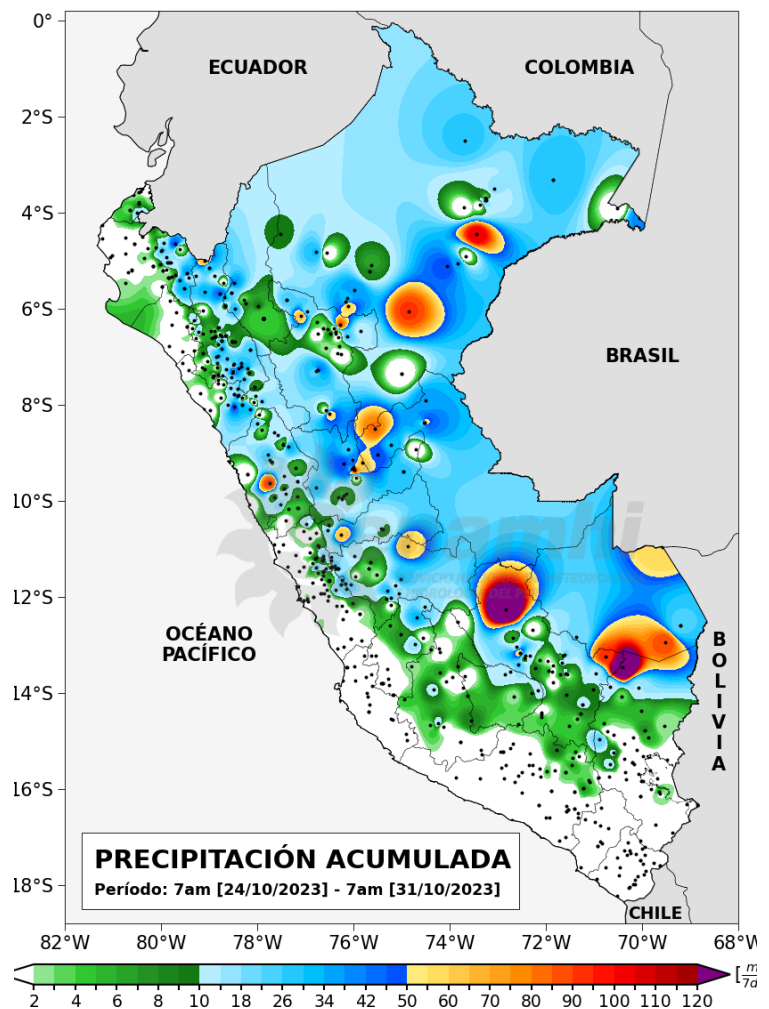 0°
2°S
4°S
6°S
8°S
10°S
12°S
14°S
16°S
18°S
ECUADOR
COLOMBIA
BRASIL
OCÉANO
PACÍFICO
B
O
L
I
V
I
A
PRECIPITACIÓN ACUMULADA
Período: 7am [24/10/2023] - 7am [31/10/2023]
CHILE
82°W 80°W 78°W 76°W 74°W 72°W 70°W 68°W
2 4 6 8 10 18 26 34 42 50 60 70 80 90 100 110 120